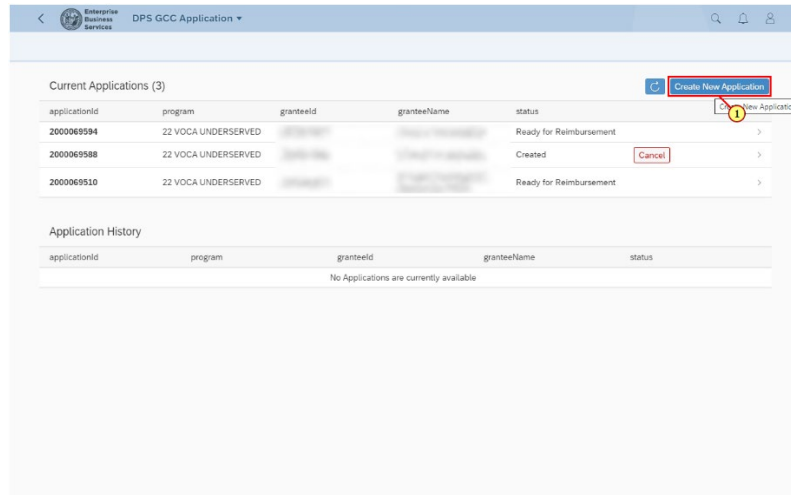 Enterprise
Business
Services
DPS GCC Application
Current Applications (3)
Create New Application
applicationId program granteeId granteeName status
1
2000069594 22 VOCA UNDERSERVED Ready for Reimbursement
2000069588 22 VOCA UNDERSERVED Created Cancel
2000069510 22 VOCA UNDERSERVED Ready for Reimbursement
Application History
applicationId program granteeId granteeName status
No Applications are currently available